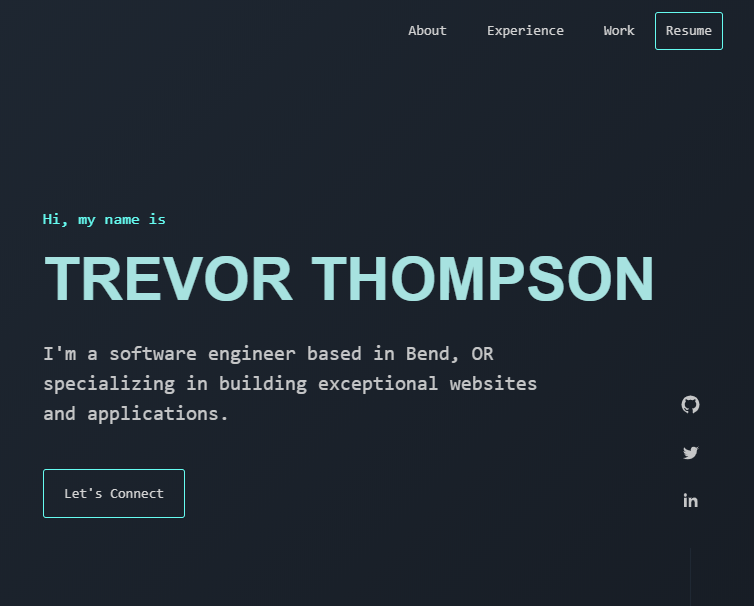 About Experience Work Resume
Hi, my name is
TREVOR THOMPSON
I'm a software engineer based in Bend, OR
specializing in building exceptional websites
and applications.
Let's Connect